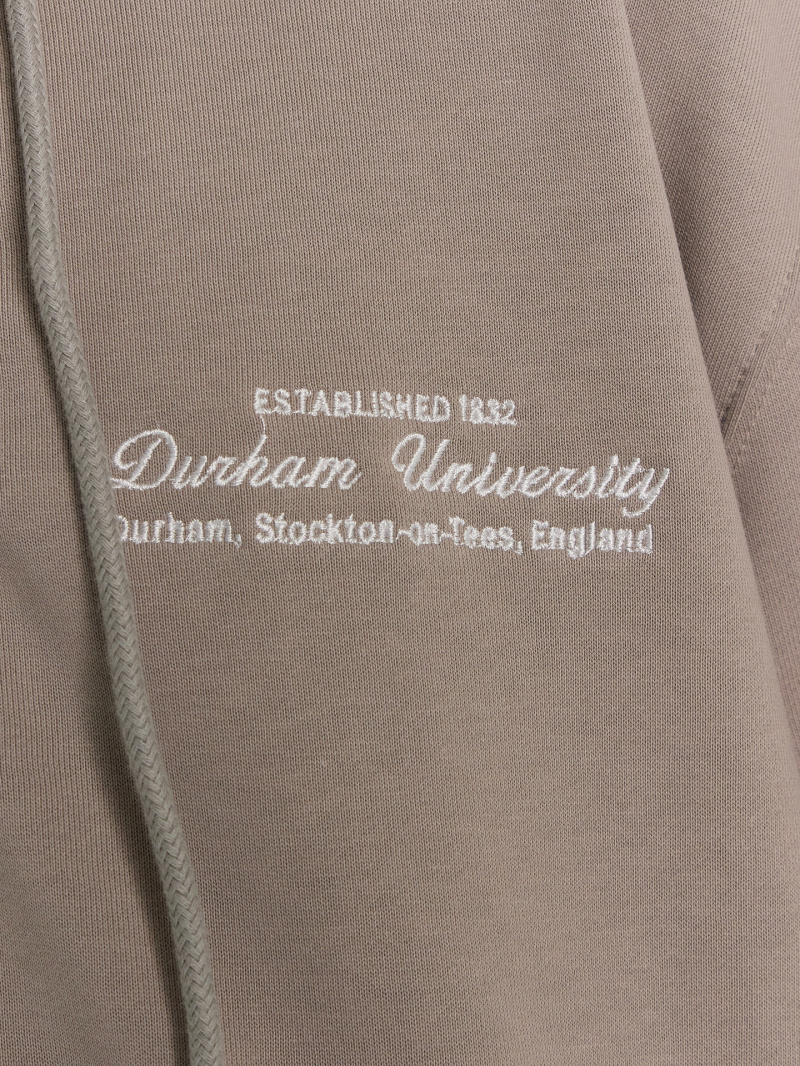 ESTABLISHED 1832
Durham University
Durham, Stockton-on-Tees, England